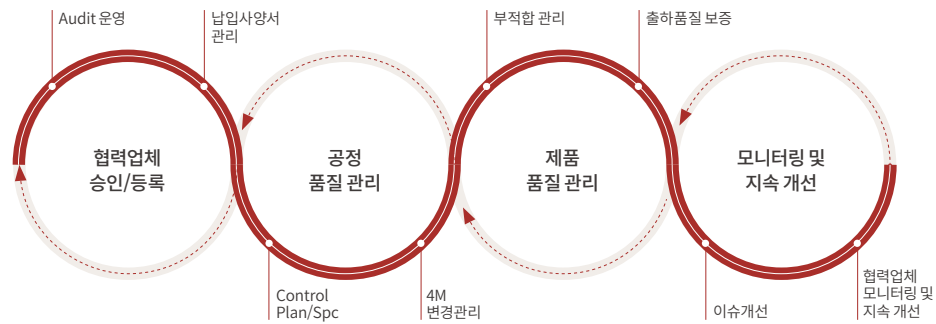 Audit 운영
납입사양서
관리
부적합 관리
출하품질 보증
협력업체
승인/등록
공정
품질 관리
제품
품질 관리
모니터링 및
지속 개선
Control
Plan/Spc
4M
변경관리
이슈개선
협력업체
모니터링 및
지속 개선